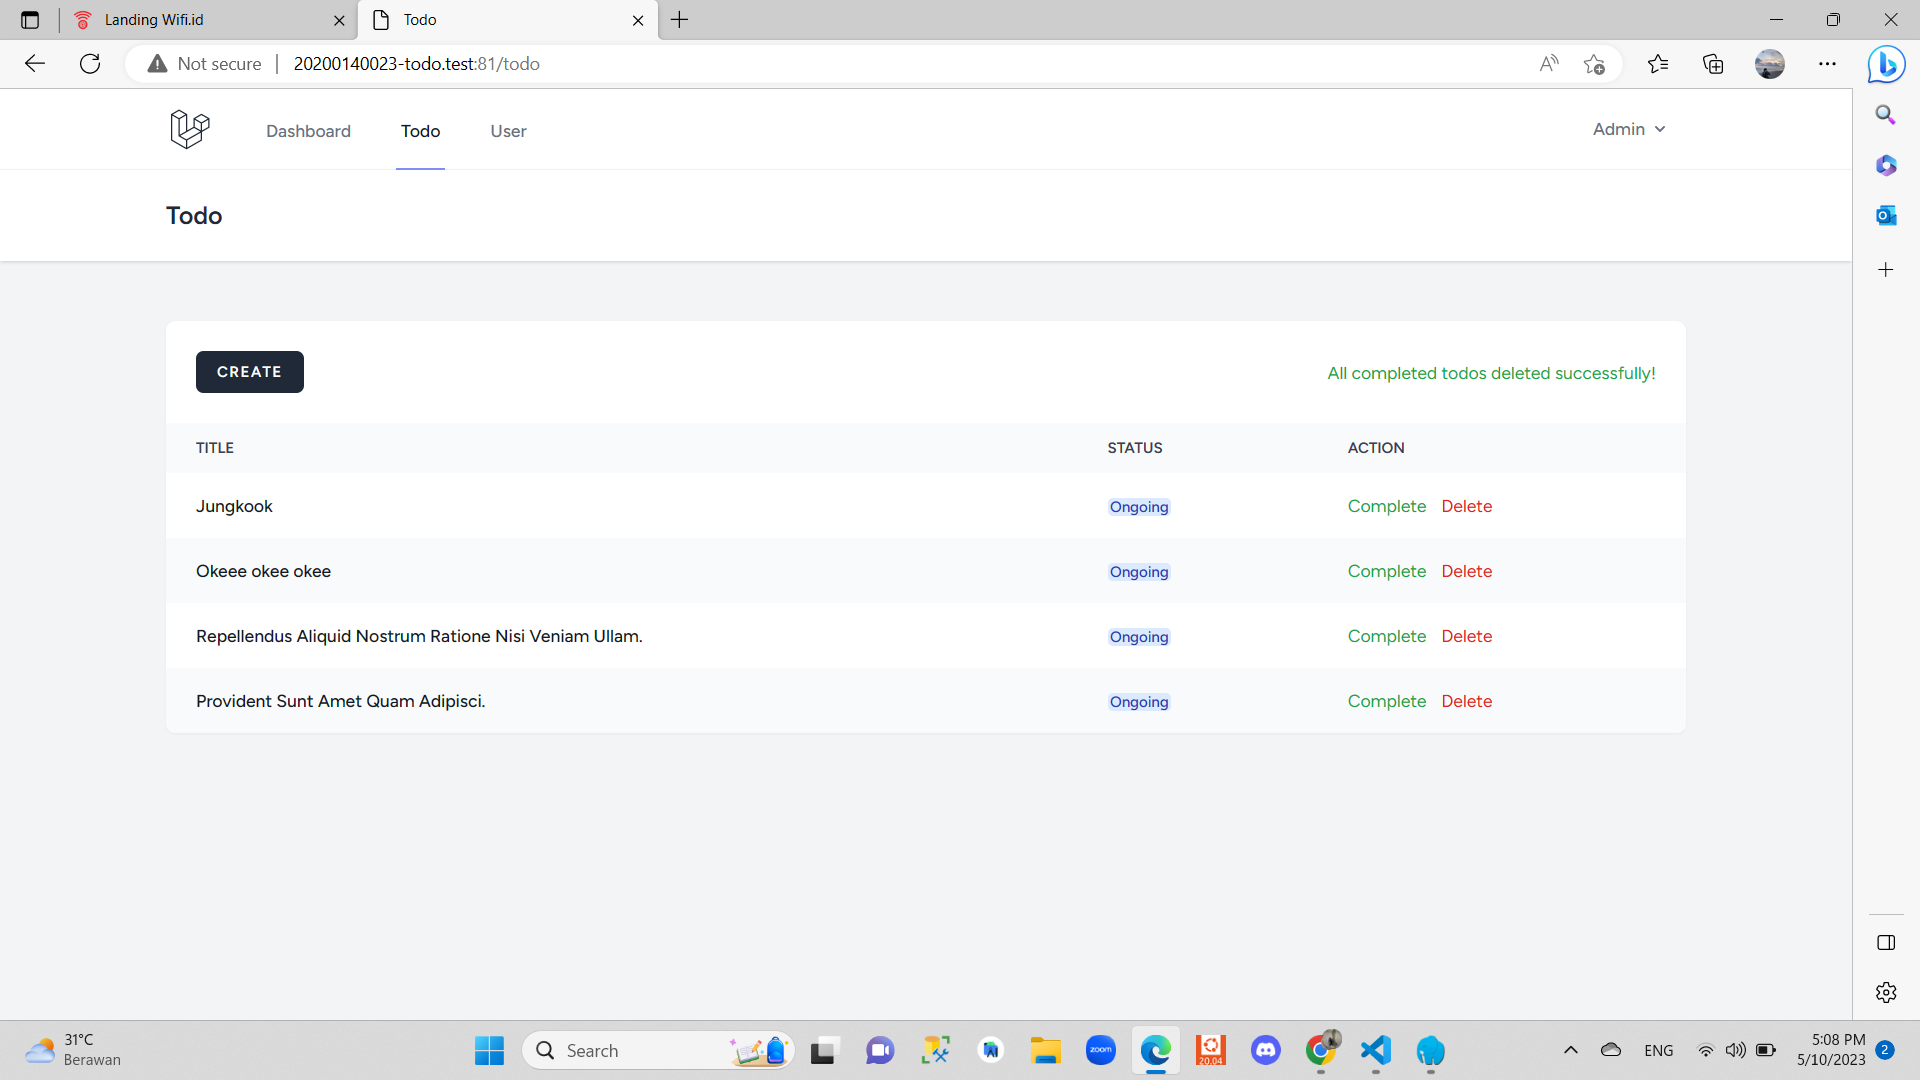 Landing Wifi.id
Todo
Not secure
20200140023-todo.test:81/todo
Dashboard
Todo
User
Admin
Todo
CREATE
All completed todos deleted successfully!
TITLE STATUS ACTION
Jungkook Ongoing Complete Delete
Okeee okee okee Ongoing Complete Delete
Repellendus Aliquid Nostrum Ratione Nisi Veniam Ullam. Ongoing Complete Delete
Provident Sunt Amet Quam Adipisci. Ongoing Complete Delete
31°C
Berawan
Search
zoom
20.04
ENG
5:08 PM
5/10/2023
2